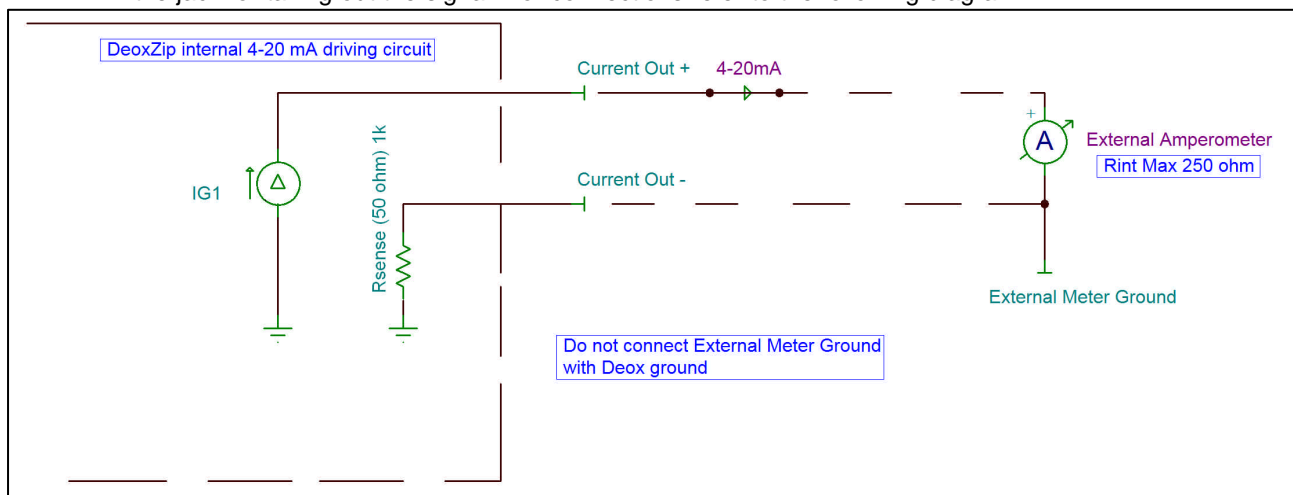 DeoxZip internal 4-20 mA driving circuit
Current Out +
4-20mA
+
A
External Amperometer
Rint Max 250 ohm
IG1
Current Out -
Rsense (50 ohm) 1k
External Meter Ground
Do not connect External Meter Ground
with Deox ground